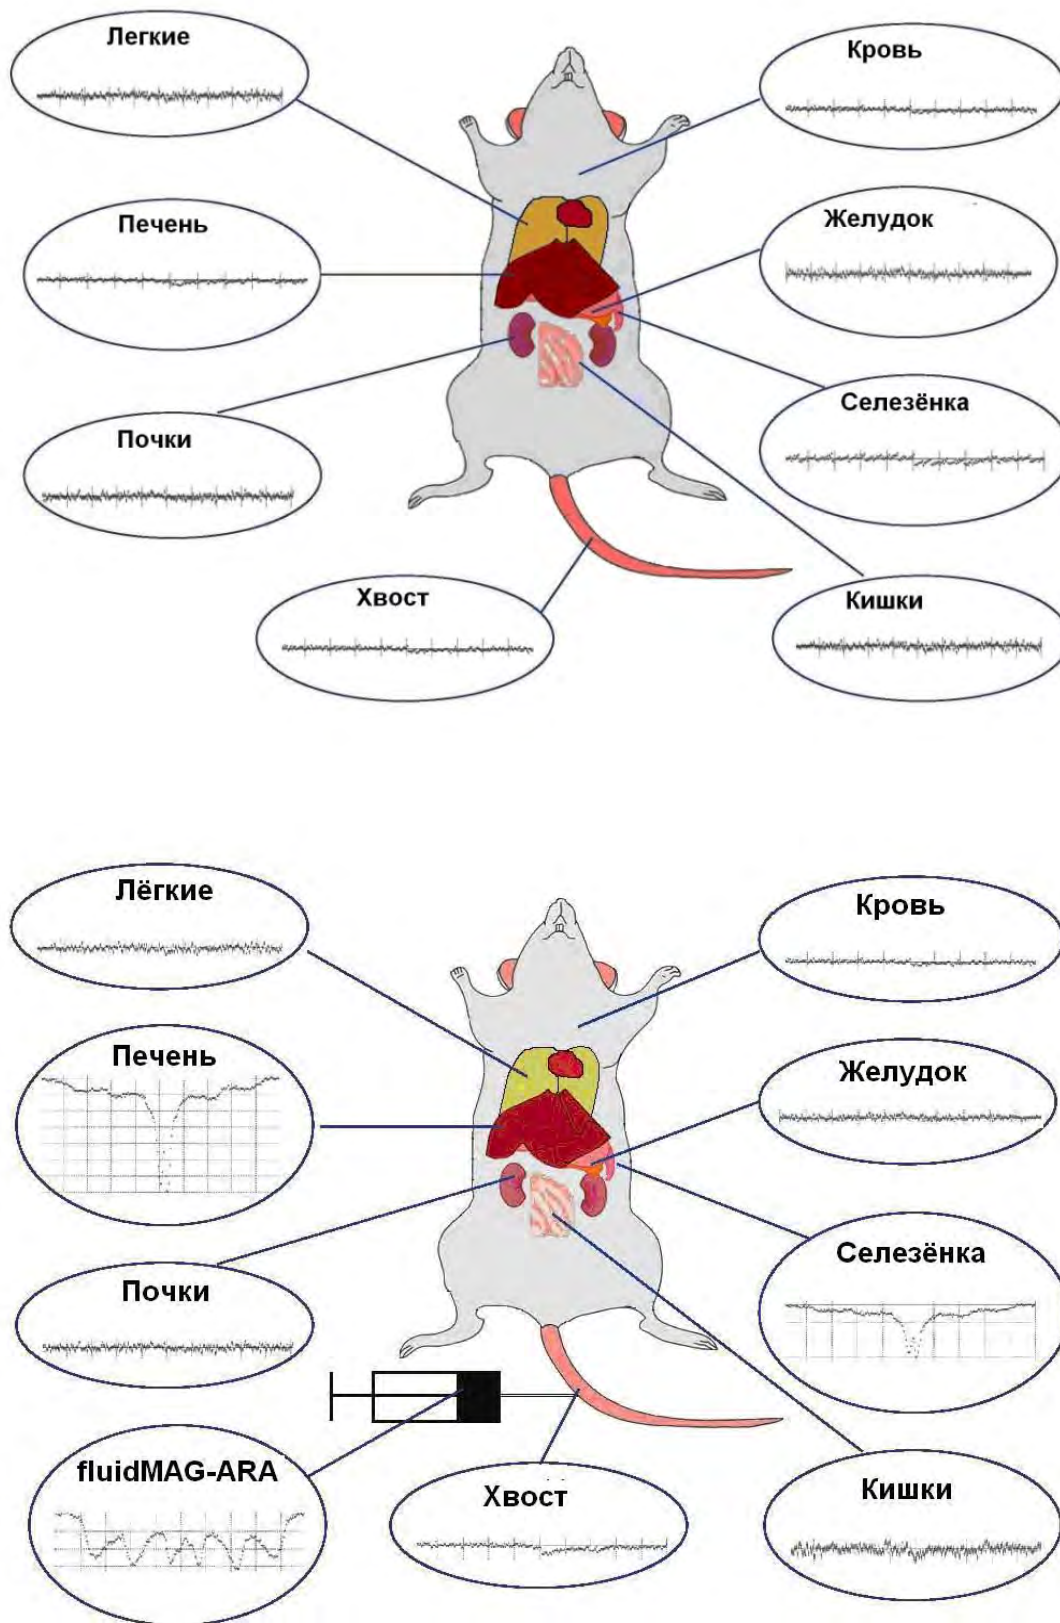 Легкие
Кровь
Печень
Желудок
Почки
Селезёнка
Хвост
Кишки
Лёгкие
Кровь
Печень
Желудок
Почки
Селезёнка
fluidMAG-ARA
Хвост
Кишки